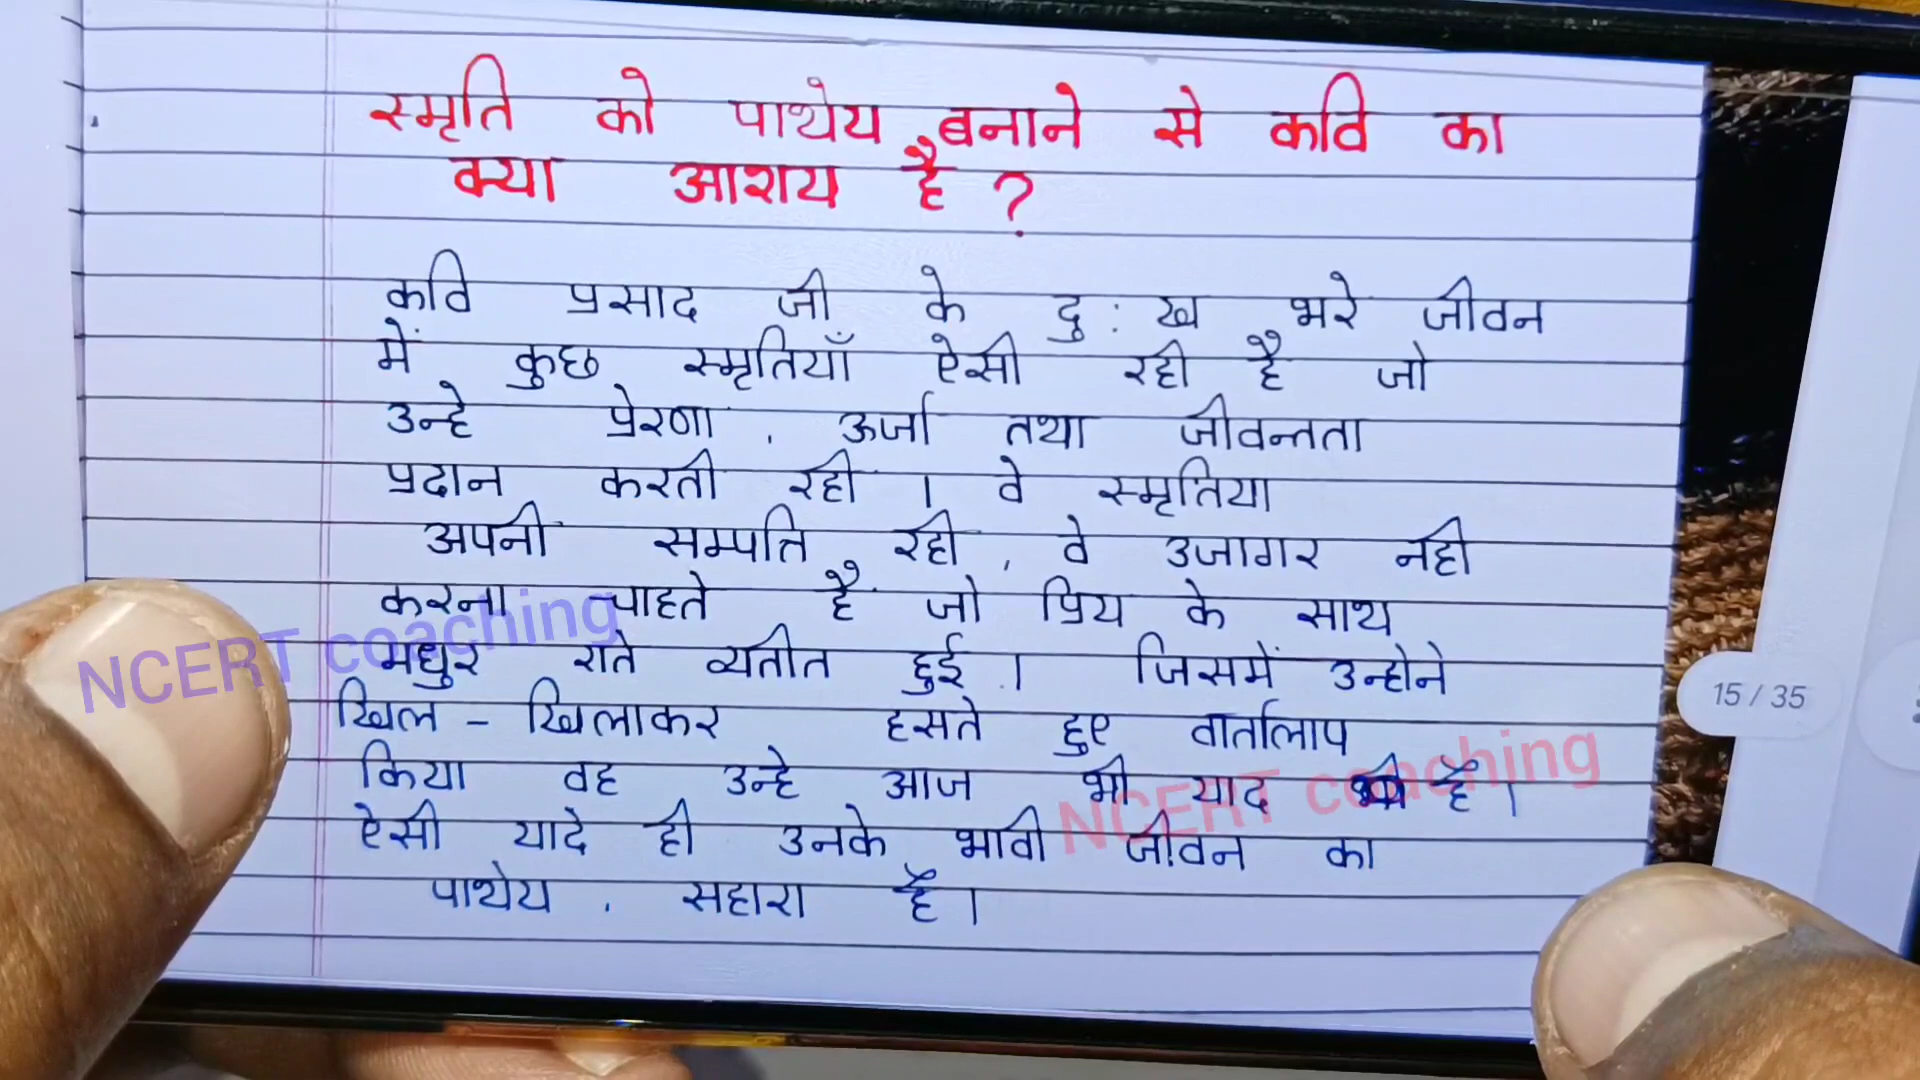 स्मृति को पाथेय बनाने से कवि का
क्या आशय है ?
कवि प्रसाद जी के दु:ख भरे जीवन
में कुछ स्मृतियाँ ऐसी रही है जो
उन्हे प्रेरणा , ऊर्जा तथा जीवन्तता
प्रदान करती रही । वे स्मृतिया
अपनी सम्पत्ति रही , वे उजागर नही
करना चाहते है जो प्रिय के साथ
मधुर राते व्यतीत हुई । जिसमें उन्होने
खिल - खिलाकर हसते हुए वार्तालाप
किया वह उन्हे आज भी याद है ।
ऐसी यादे ही उनके भावी जीवन का
पाथेय , सहारा है ।
NCERT coaching
NCERT coaching
15 / 35